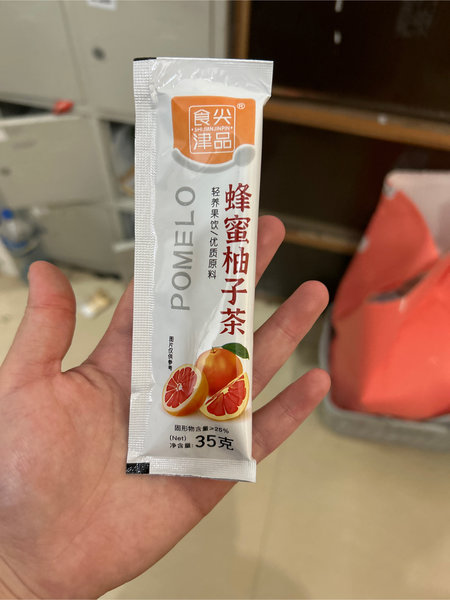 食尖
SHIJIANJINPIN
津品
®
POMELO
轻养果饮/优质原料
蜂蜜柚子茶
图片仅供参考
固形物含量≥25%
(Net)
净含量: 35克